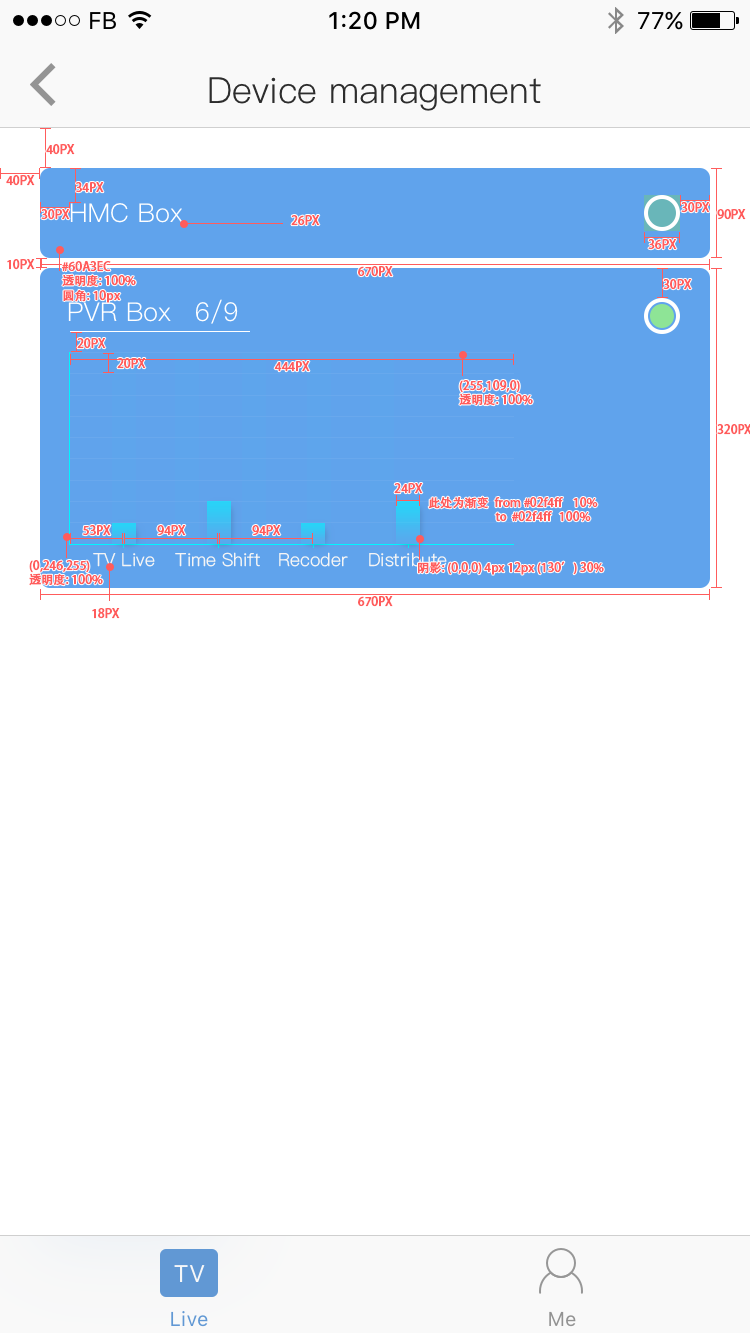 FB 1:20 PM 77%
Device management
40PX
40PX
34PX
30PX
HMC Box
26PX
30PX
90PX
36PX
10PX
670PX
#60A3EC
透明度: 100%
圆角: 10px
30PX
PVR Box 6/9
20PX
20PX
444PX
(255,109,0)
透明度: 100%
320PX
24PX
此处为渐变 from #02f4ff 10%
to #02f4ff 100%
53PX
94PX
94PX
TV Live Time Shift Recoder Distribute
(0,246,255)
透明度: 100%
阴影: (0,0,0) 4px 12px (130′) 30%
18PX
670PX
TV
Live
Me